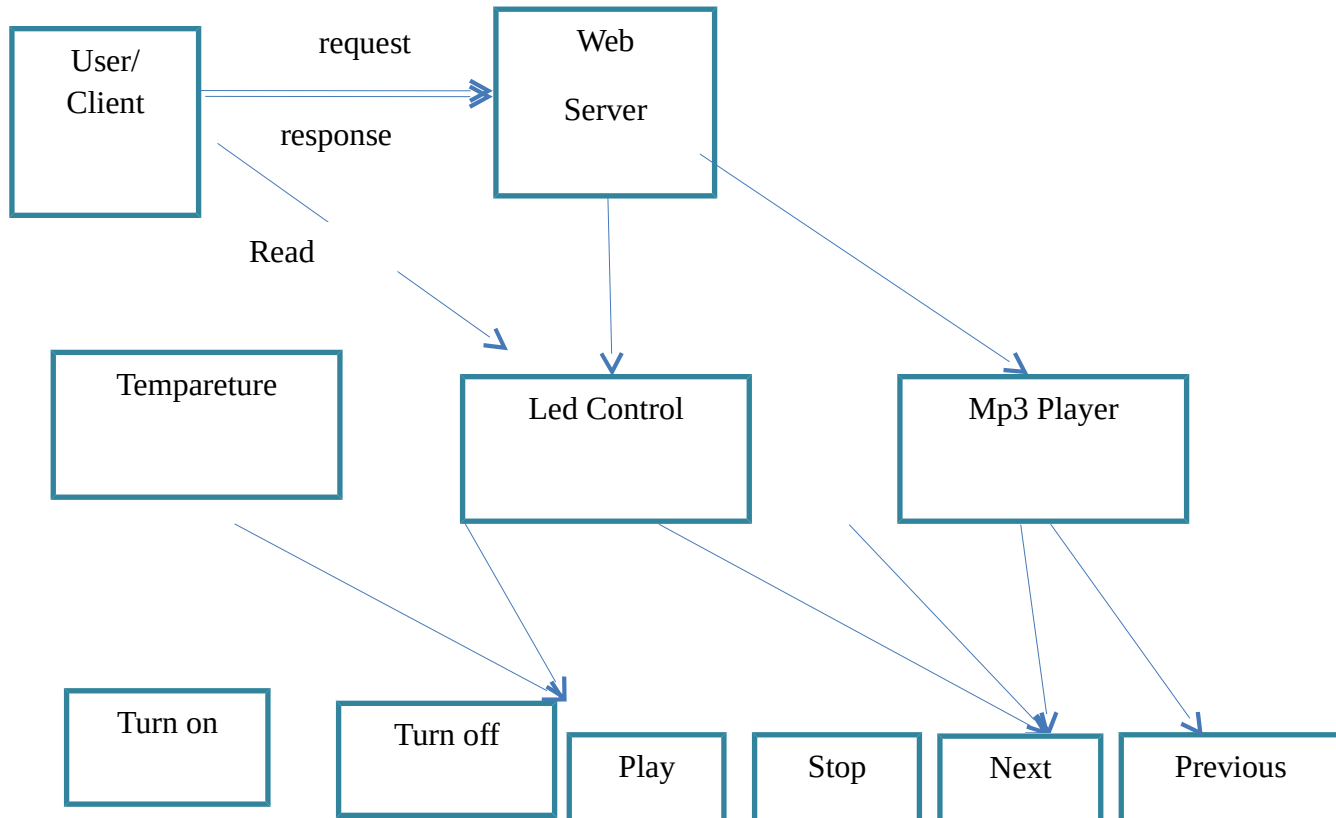 User/
Client
request
response
Web
Server
Read
Tempareture
Led Control
Mp3 Player
Turn on
Turn off
Play
Stop
Next
Previous